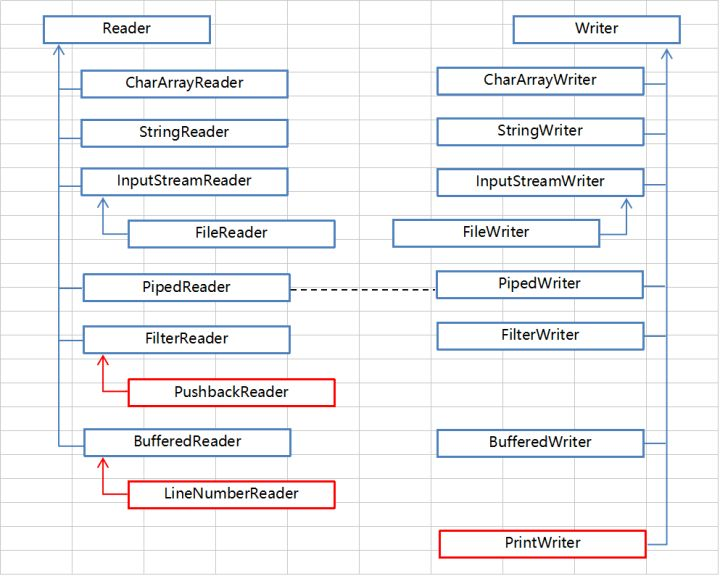 Reader
Writer
CharArrayReader
CharArrayWriter
StringReader
StringWriter
InputStreamReader
InputStreamWriter
FileReader
FileWriter
PipedReader
PipedWriter
FilterReader
FilterWriter
PushbackReader
BufferedReader
BufferedWriter
LineNumberReader
PrintWriter